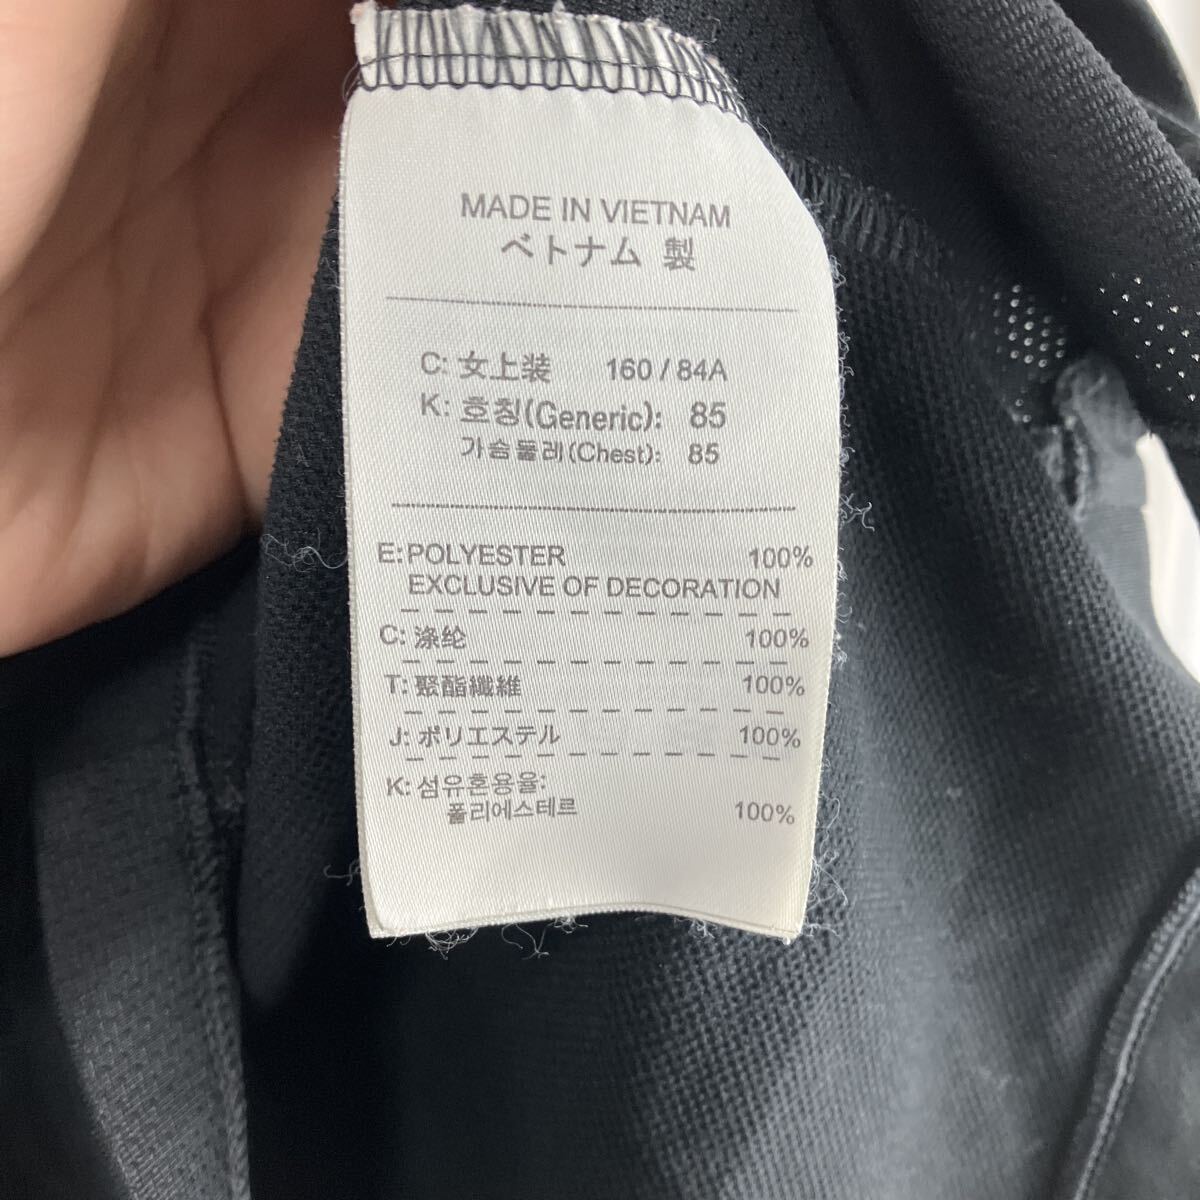 MADE IN VIETNAM
ベトナム 製
C: 女上装 160 / 84A
K: 호칭(Generic): 85
가슴둘레(Chest): 85
E: POLYESTER 100%
EXCLUSIVE OF DECORATION
C: 涤纶 100%
T: 聚酯纖維 100%
J: ポリエステル 100%
K: 섬유혼용율:
폴리에스테르 100%